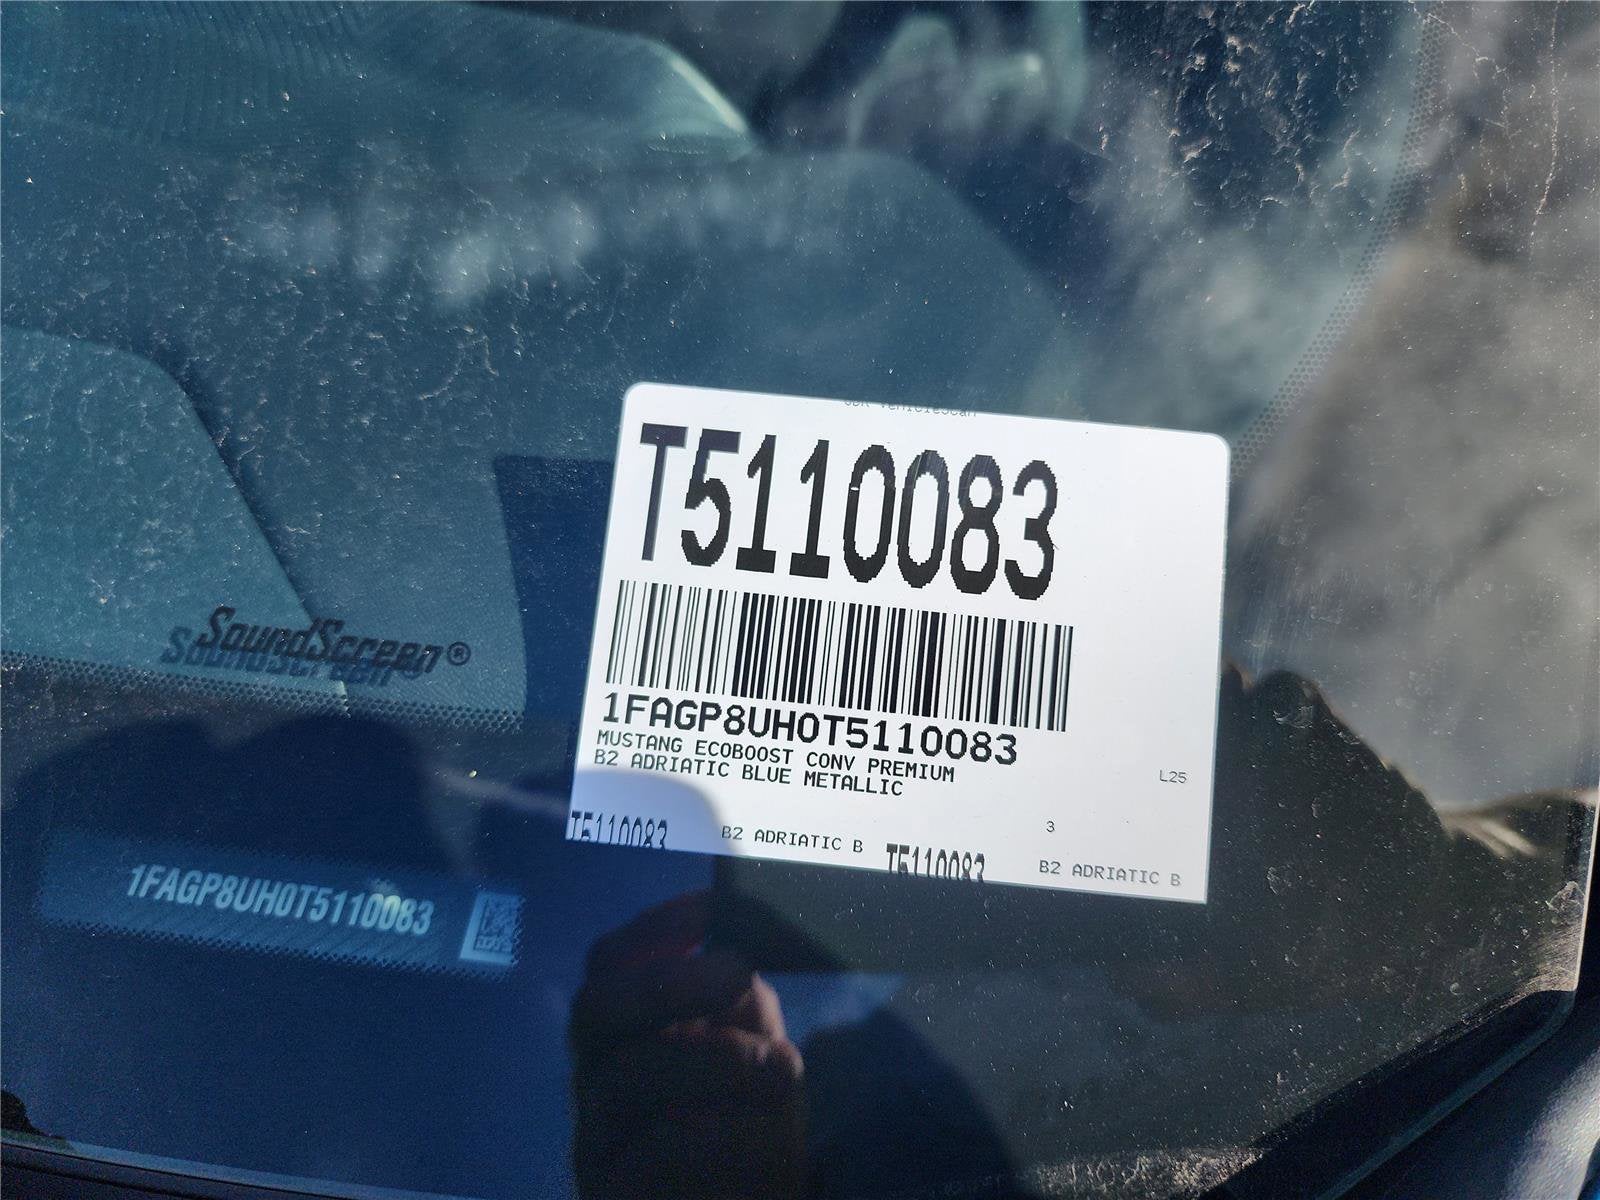 T5110083
1FAGP8UH0T5110083
MUSTANG ECOBOOST CONV PREMIUM
B2 ADRIATIC BLUE METALLIC
L25
3
T5110083
B2 ADRIATIC B
T5110083
B2 ADRIATIC B
SoundScreen®
1FAGP8UH0T5110083